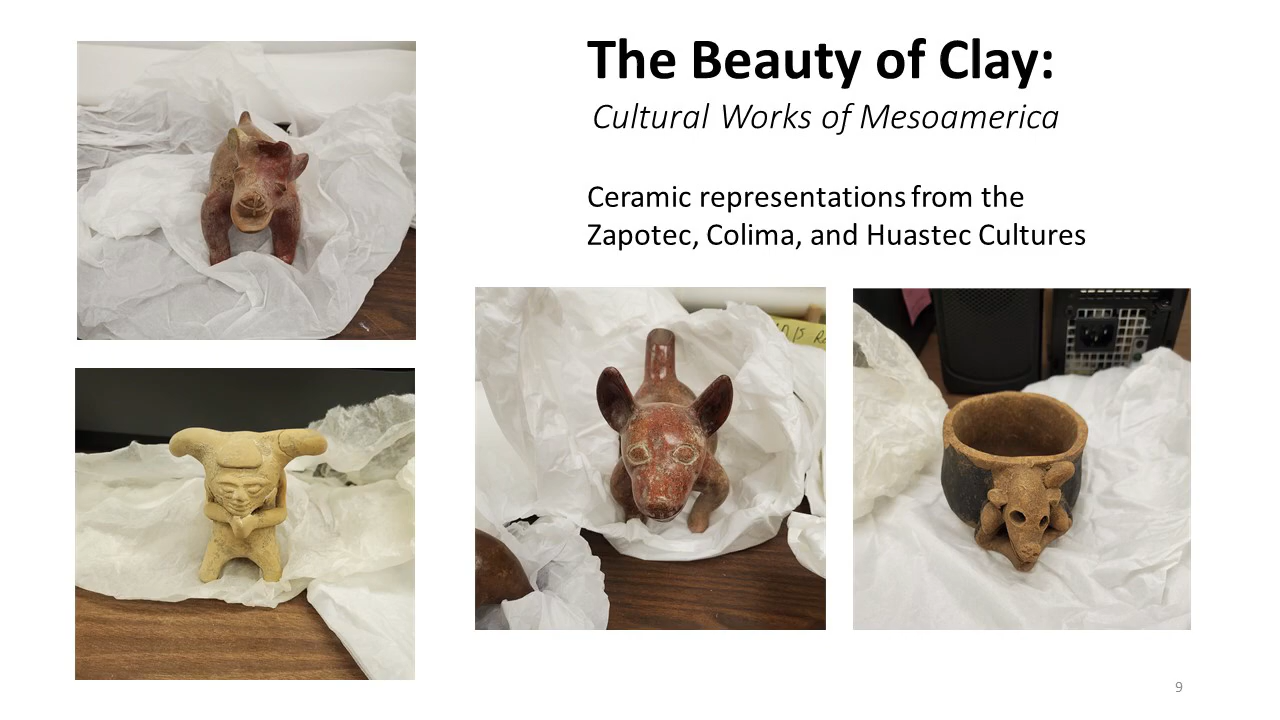 The Beauty of Clay:
Cultural Works of Mesoamerica
Ceramic representations from the
Zapotec, Colima, and Huastec Cultures
9